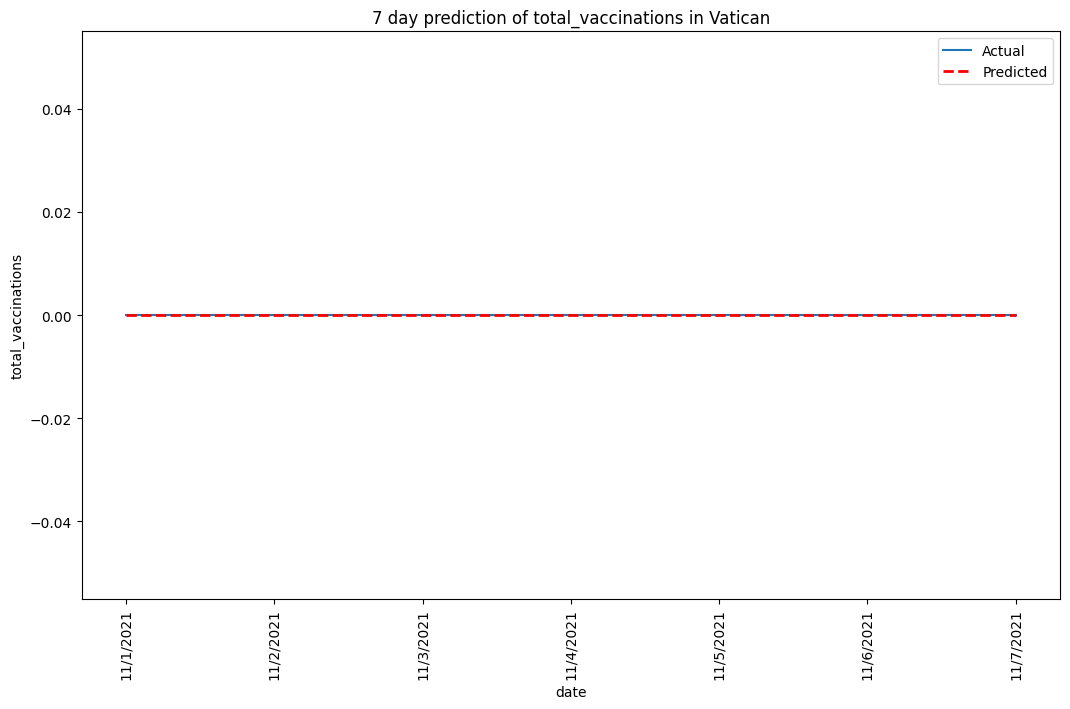 7 day prediction of total_vaccinations in Vatican
Actual
Predicted
0.04
0.02
0.00
−0.02
−0.04
total_vaccinations
11/1/2021
11/2/2021
11/3/2021
11/4/2021
11/5/2021
11/6/2021
11/7/2021
date